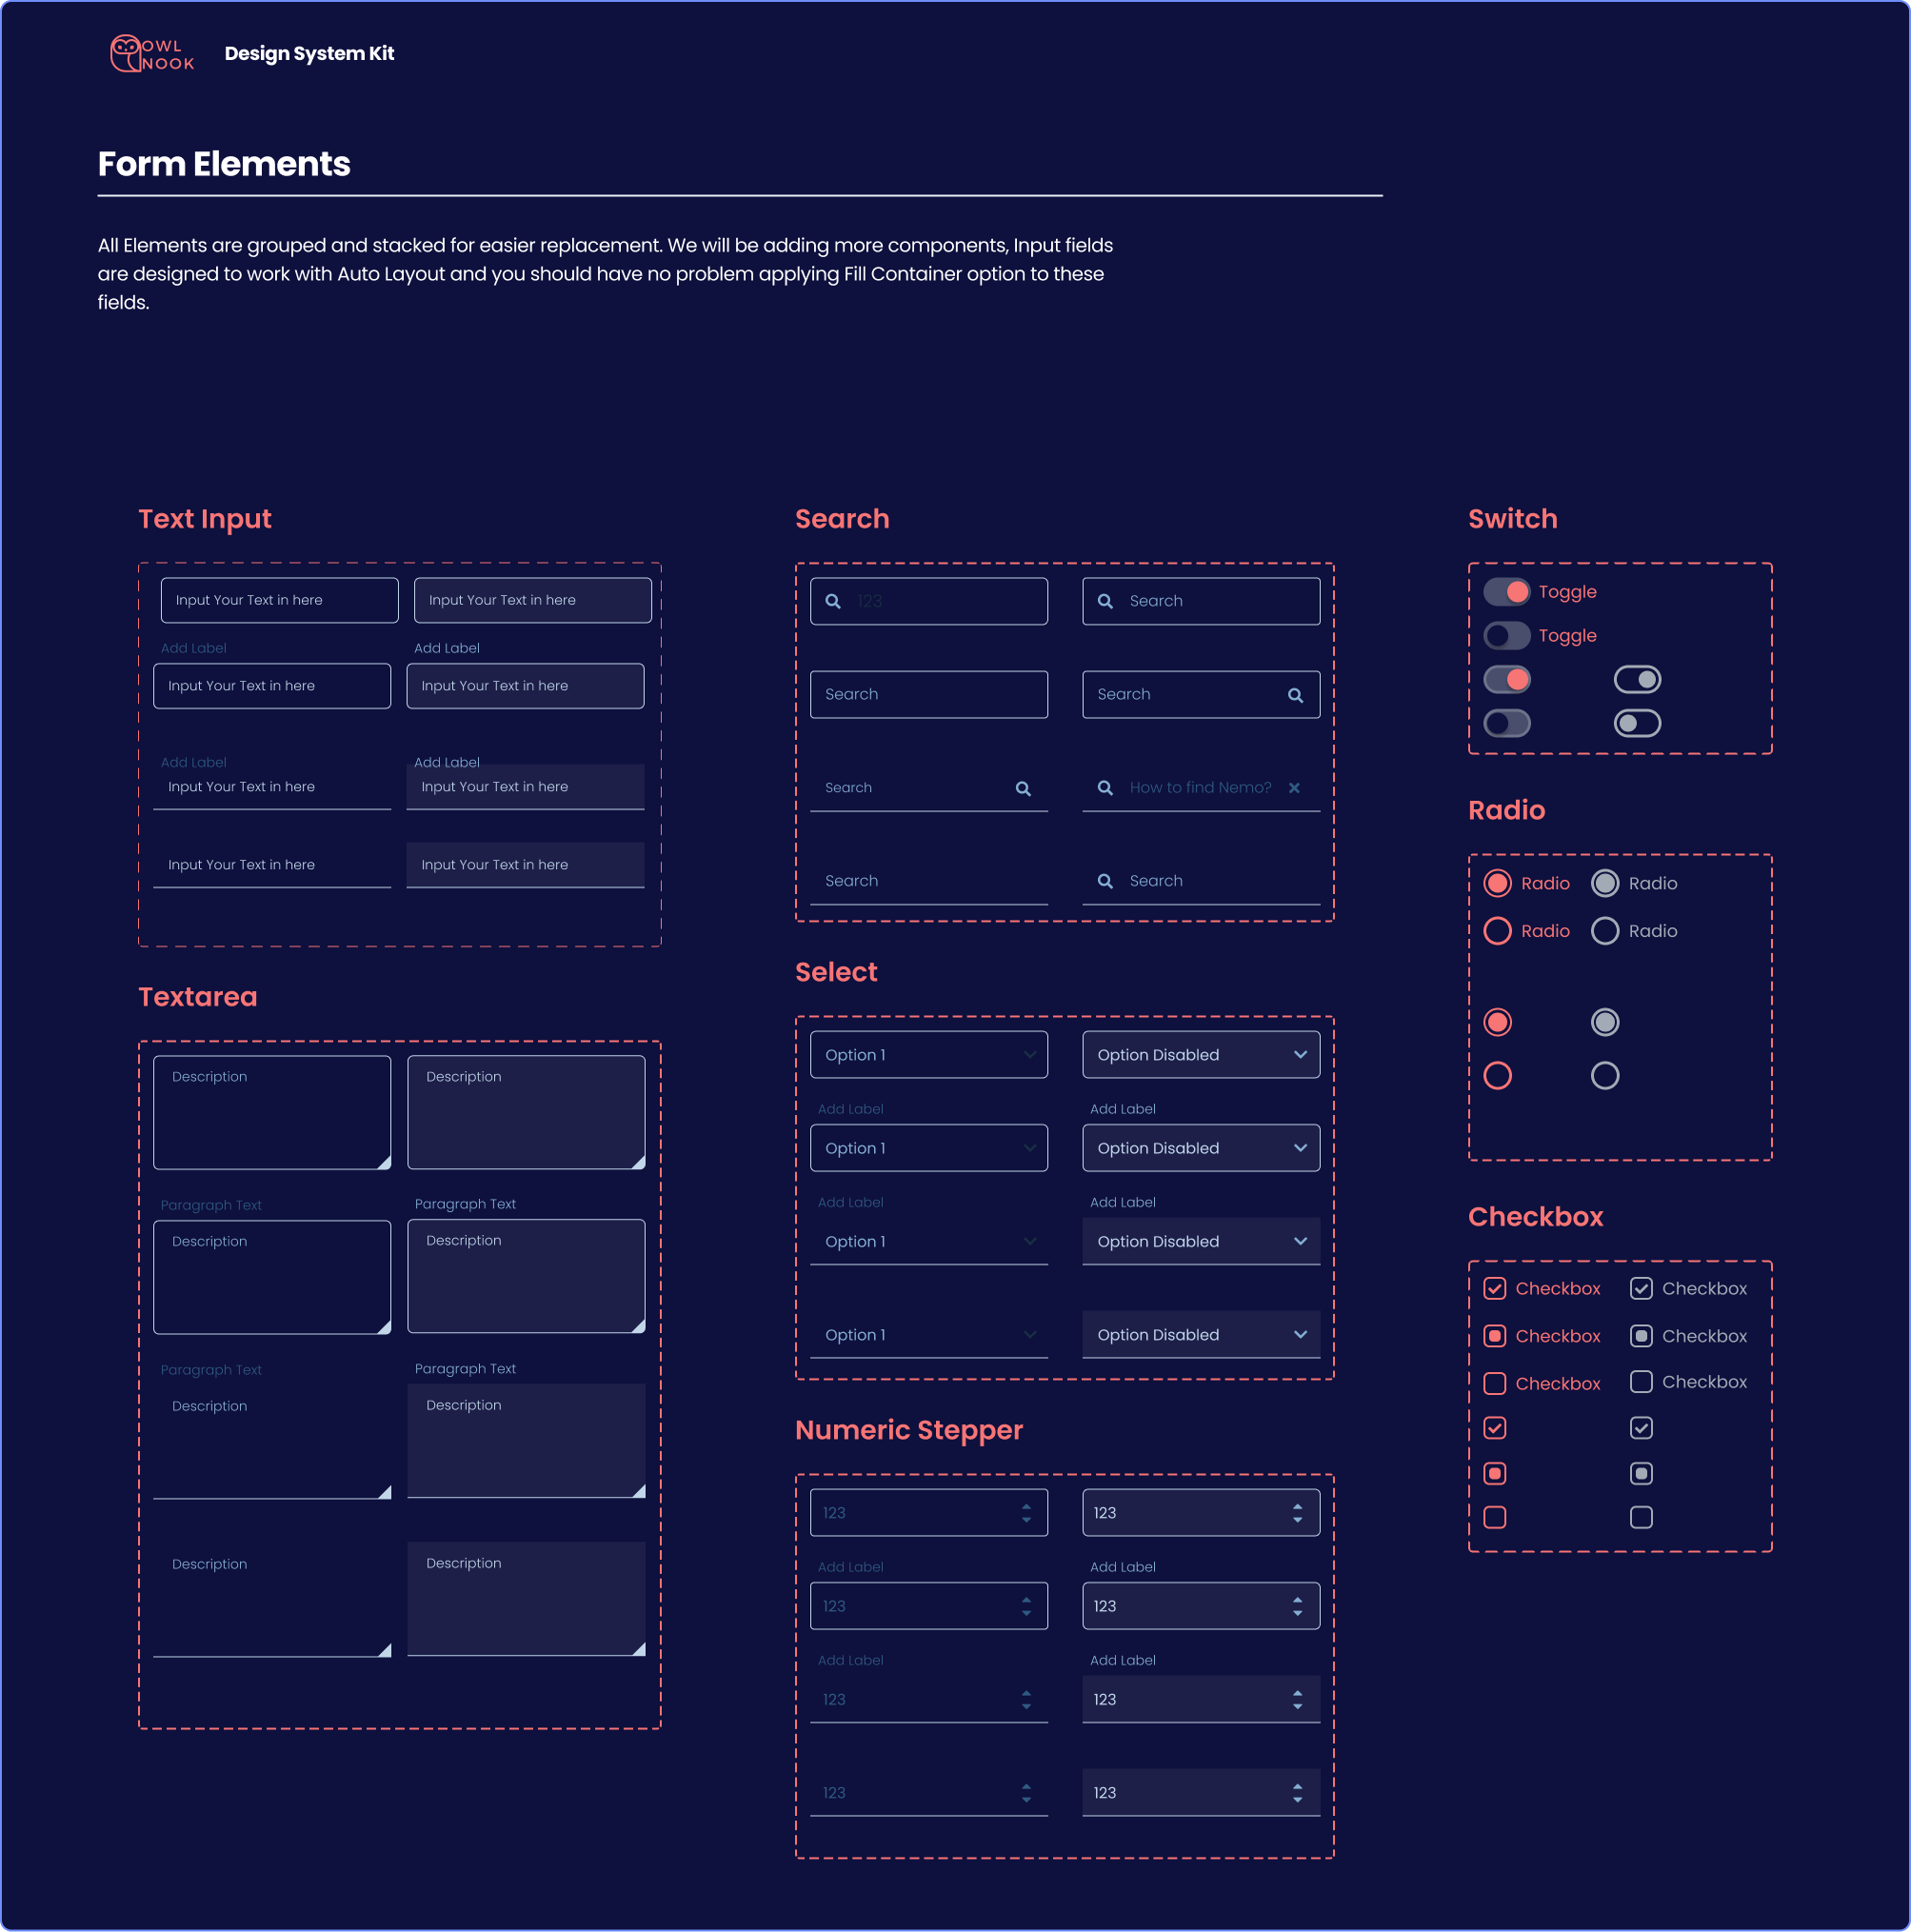 OWL
NOOK
Design System Kit
Form Elements
All Elements are grouped and stacked for easier replacement. We will be adding more components, Input fields
are designed to work with Auto Layout and you should have no problem applying Fill Container option to these
fields.
Text Input
Input Your Text in here
Input Your Text in here
Add Label
Add Label
Input Your Text in here
Input Your Text in here
Add Label
Add Label
Input Your Text in here
Input Your Text in here
Input Your Text in here
Input Your Text in here
Textarea
Description
Description
Paragraph Text
Paragraph Text
Description
Description
Paragraph Text
Paragraph Text
Description
Description
Description
Description
Search
123
Search
Search
Search
Search
How to find Nemo?
Search
Search
Select
Option 1
Option Disabled
Add Label
Add Label
Option 1
Option Disabled
Add Label
Add Label
Option 1
Option Disabled
Option 1
Option Disabled
Numeric Stepper
123
123
Add Label
Add Label
123
123
Add Label
Add Label
123
123
123
123
Switch
Toggle
Toggle
Radio
Radio
Radio
Radio
Radio
Checkbox
Checkbox
Checkbox
Checkbox
Checkbox
Checkbox
Checkbox